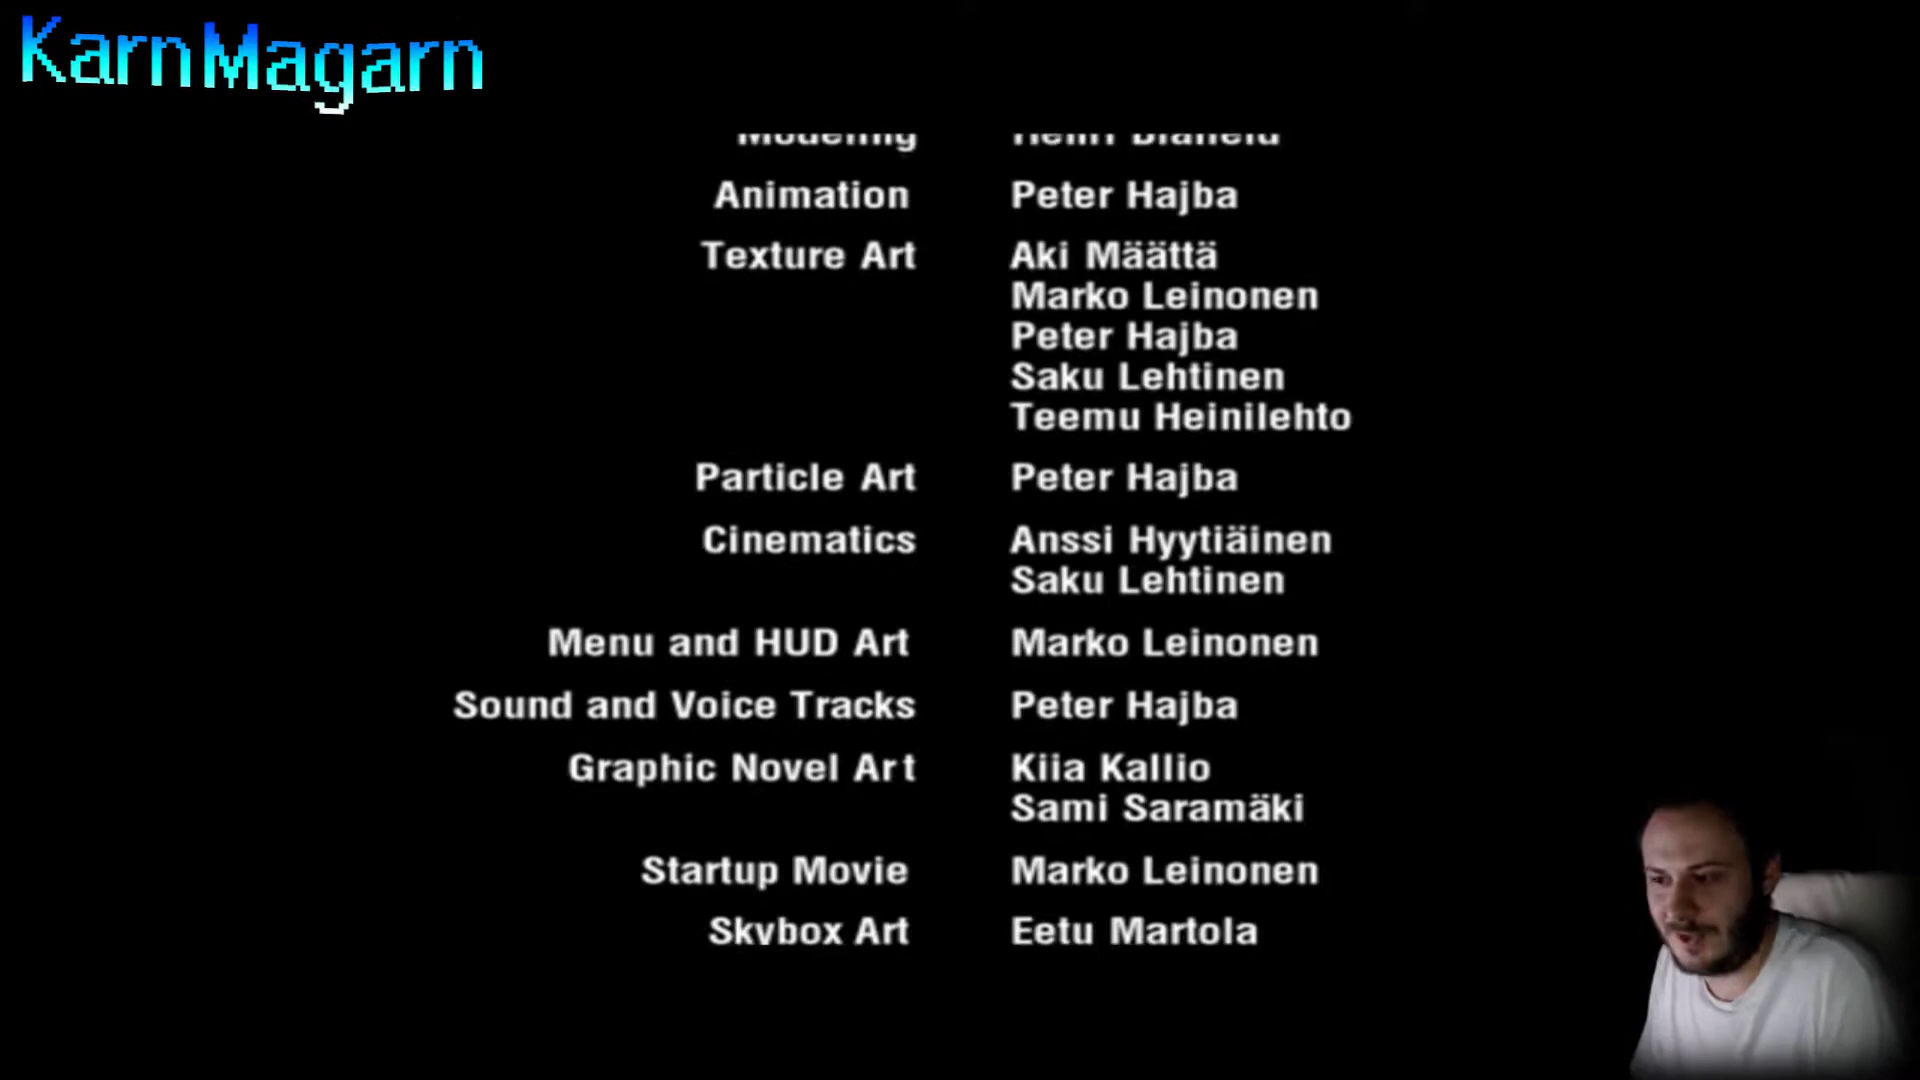 KarnMagarn
Modeling
Animation Peter Hajba
Texture Art Aki Määttä
Marko Leinonen
Peter Hajba
Saku Lehtinen
Teemu Heinilehto
Particle Art Peter Hajba
Cinematics Anssi Hyytiäinen
Saku Lehtinen
Menu and HUD Art Marko Leinonen
Sound and Voice Tracks Peter Hajba
Graphic Novel Art Kiia Kallio
Sami Saramäki
Startup Movie Marko Leinonen
Skybox Art Eetu Martola